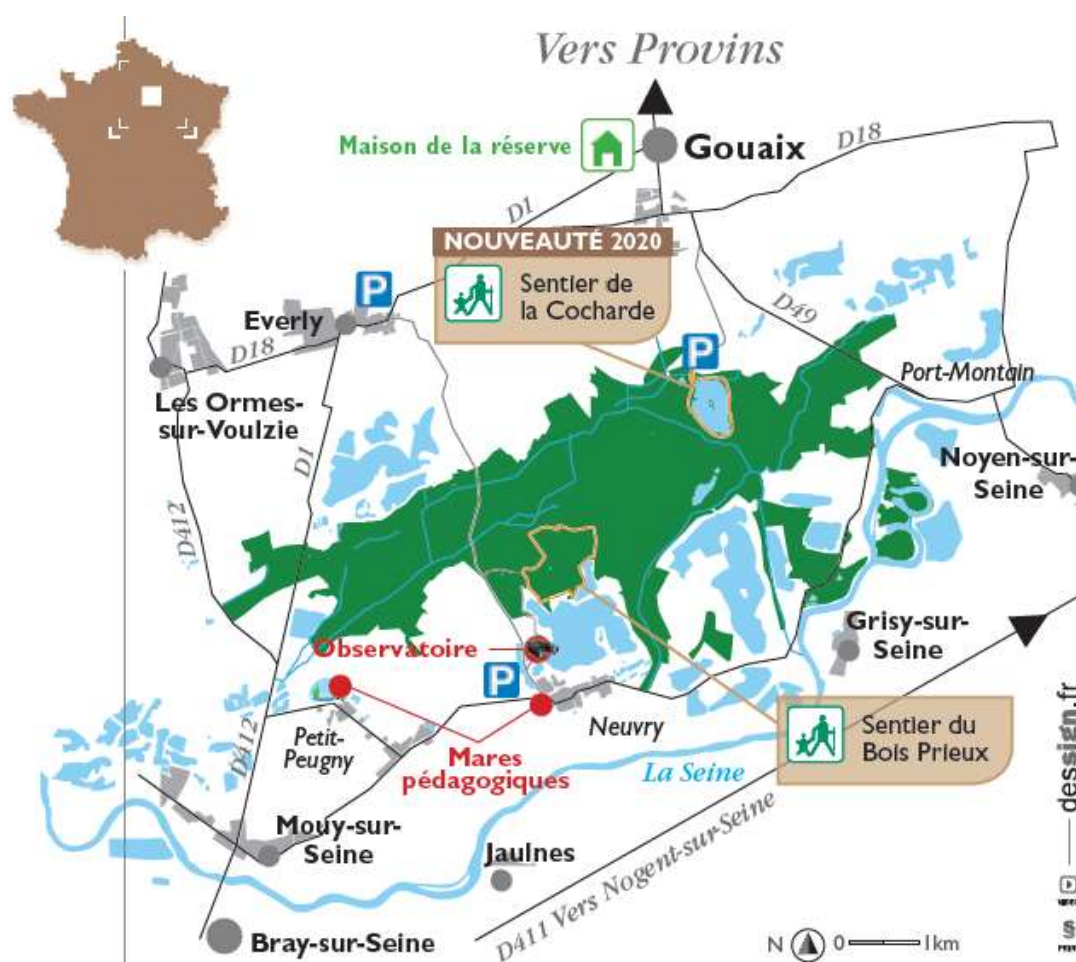 Vers Provins
Maison de la réserve
Gouaix
D18
D1
NOUVEAUTÉ 2020
Sentier de
la Cocharde
P
Everly
D18
D49
P
Port-Montain
Les Ormes-
sur-Voulzie
D1
Noyen-sur-
Seine
D412
Observatoire
Grisy-sur-
Seine
P
Neuvry
Petit-
Peugny
D412
Mares
pédagogiques
Sentier du
Bois Prieux
La Seine
Mouy-sur-
Seine
Jaulnes
D411 Vers Nogent-sur-Seine
Bray-sur-Seine
N 0 1km
dessign.fr